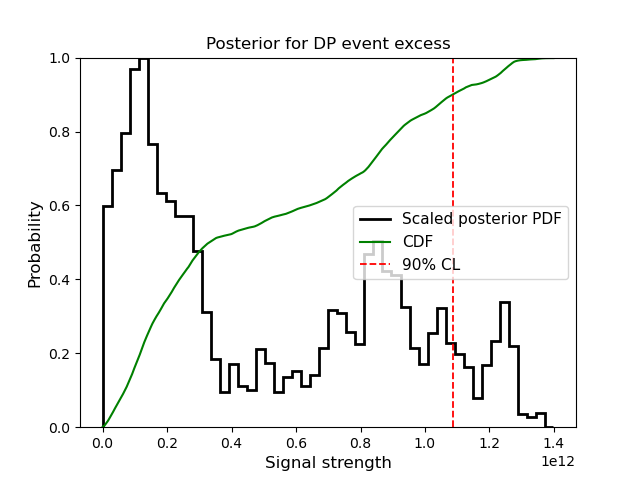 Posterior for DP event excess
Probability
1.0
0.8
0.6
0.4
0.2
0.0
Scaled posterior PDF
CDF
90% CL
0.0 0.2 0.4 0.6 0.8 1.0 1.2 1.4
1e12
Signal strength